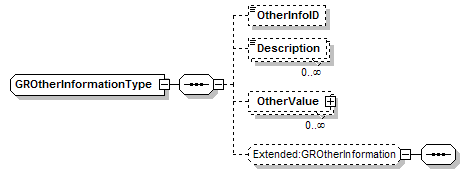 OtherInfoID
Description
0..∞
GROtherInformationType
OtherValue
0..∞
Extended:GROtherInformation